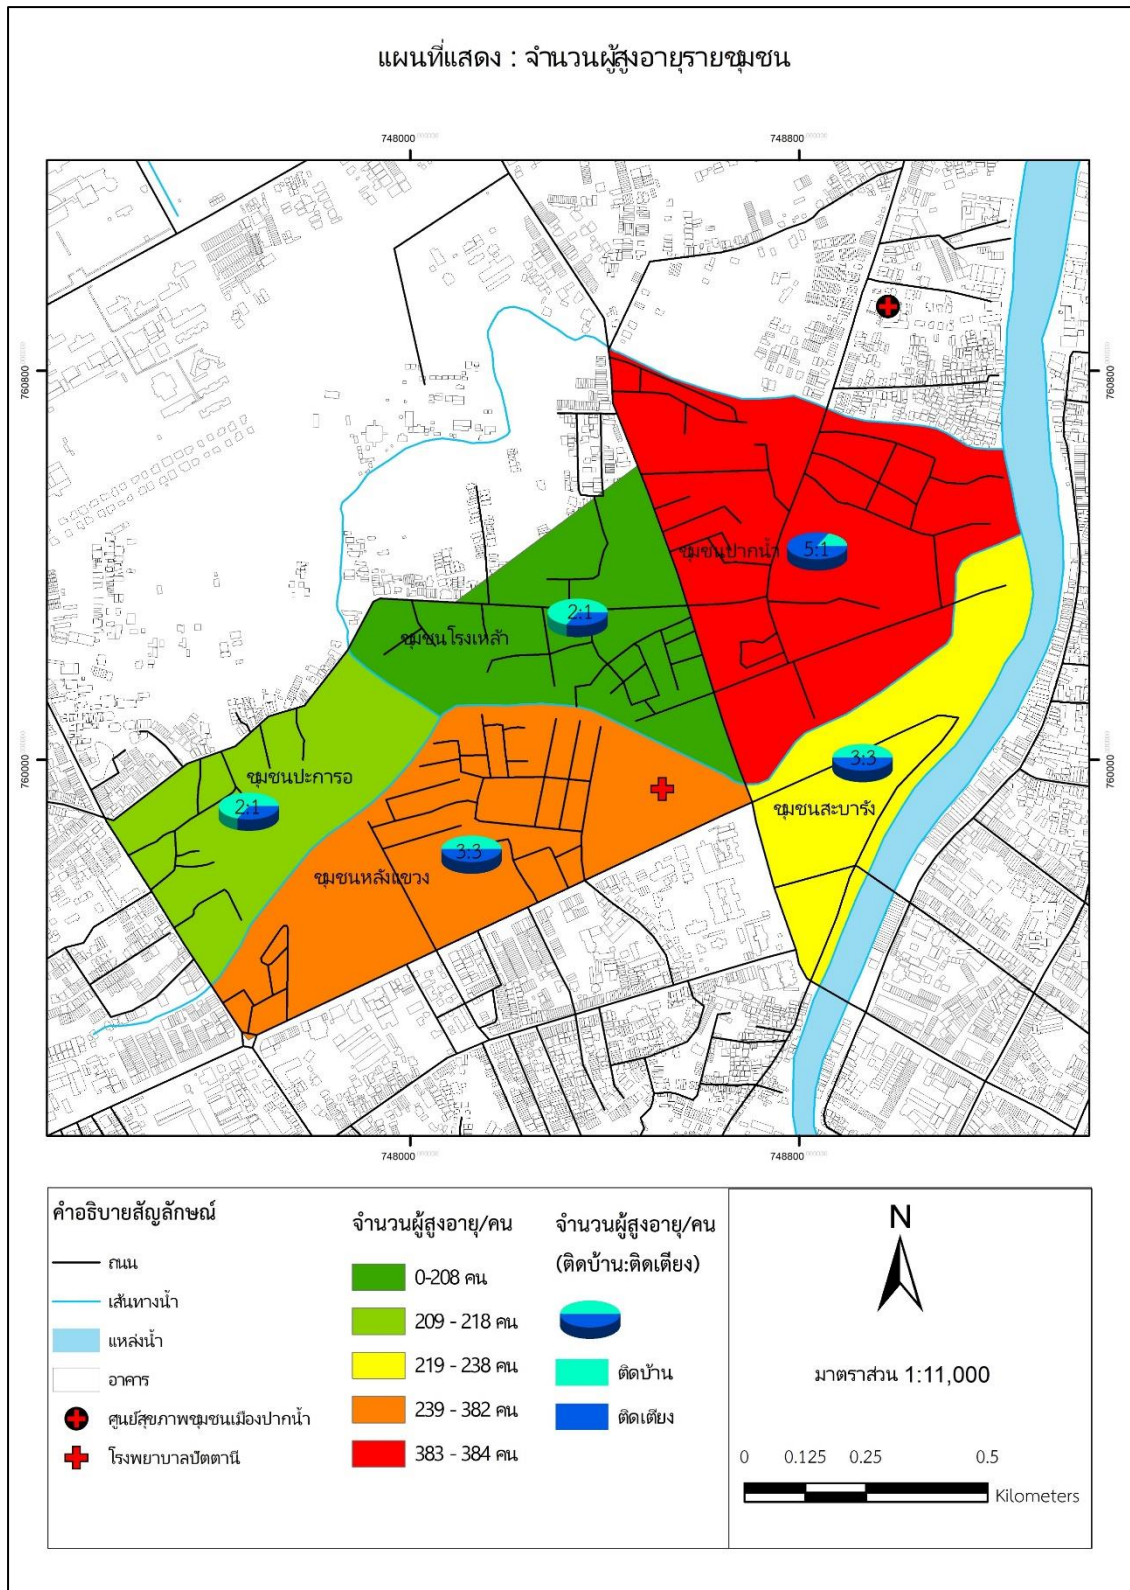 แผนที่แสดง : จำนวนผู้สูงอายุรายชุมชน
748000
748800
760800
760800
ชุมชนปากน้ำ
5:1
2:1
ชุมชนโรงเหล้า
760000
760000
ชุมชนปะการอ
2:1
3:3
ชุมชนสะบารัง
3:3
ชุมชนหลังแขวง
748000
748800
คำอธิบายสัญลักษณ์
ถนน
เส้นทางน้ำ
แหล่งน้ำ
อาคาร
ศูนย์สุขภาพชุมชนเมืองปากน้ำ
โรงพยาบาลปัตตานี
จำนวนผู้สูงอายุ/คน
0-208 คน
209 - 218 คน
219 - 238 คน
239 - 382 คน
383 - 384 คน
จำนวนผู้สูงอายุ/คน
(ติดบ้าน:ติดเตียง)
ติดบ้าน
ติดเตียง
N
มาตราส่วน 1:11,000
0 0.125 0.25 0.5
Kilometers